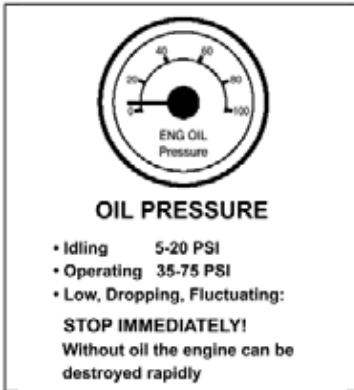 40 60
20 80
0 100
ENG OIL
Pressure
OIL PRESSURE
• Idling 5-20 PSI
• Operating 35-75 PSI
• Low, Dropping, Fluctuating:
STOP IMMEDIATELY!
Without oil the engine can be
destroyed rapidly